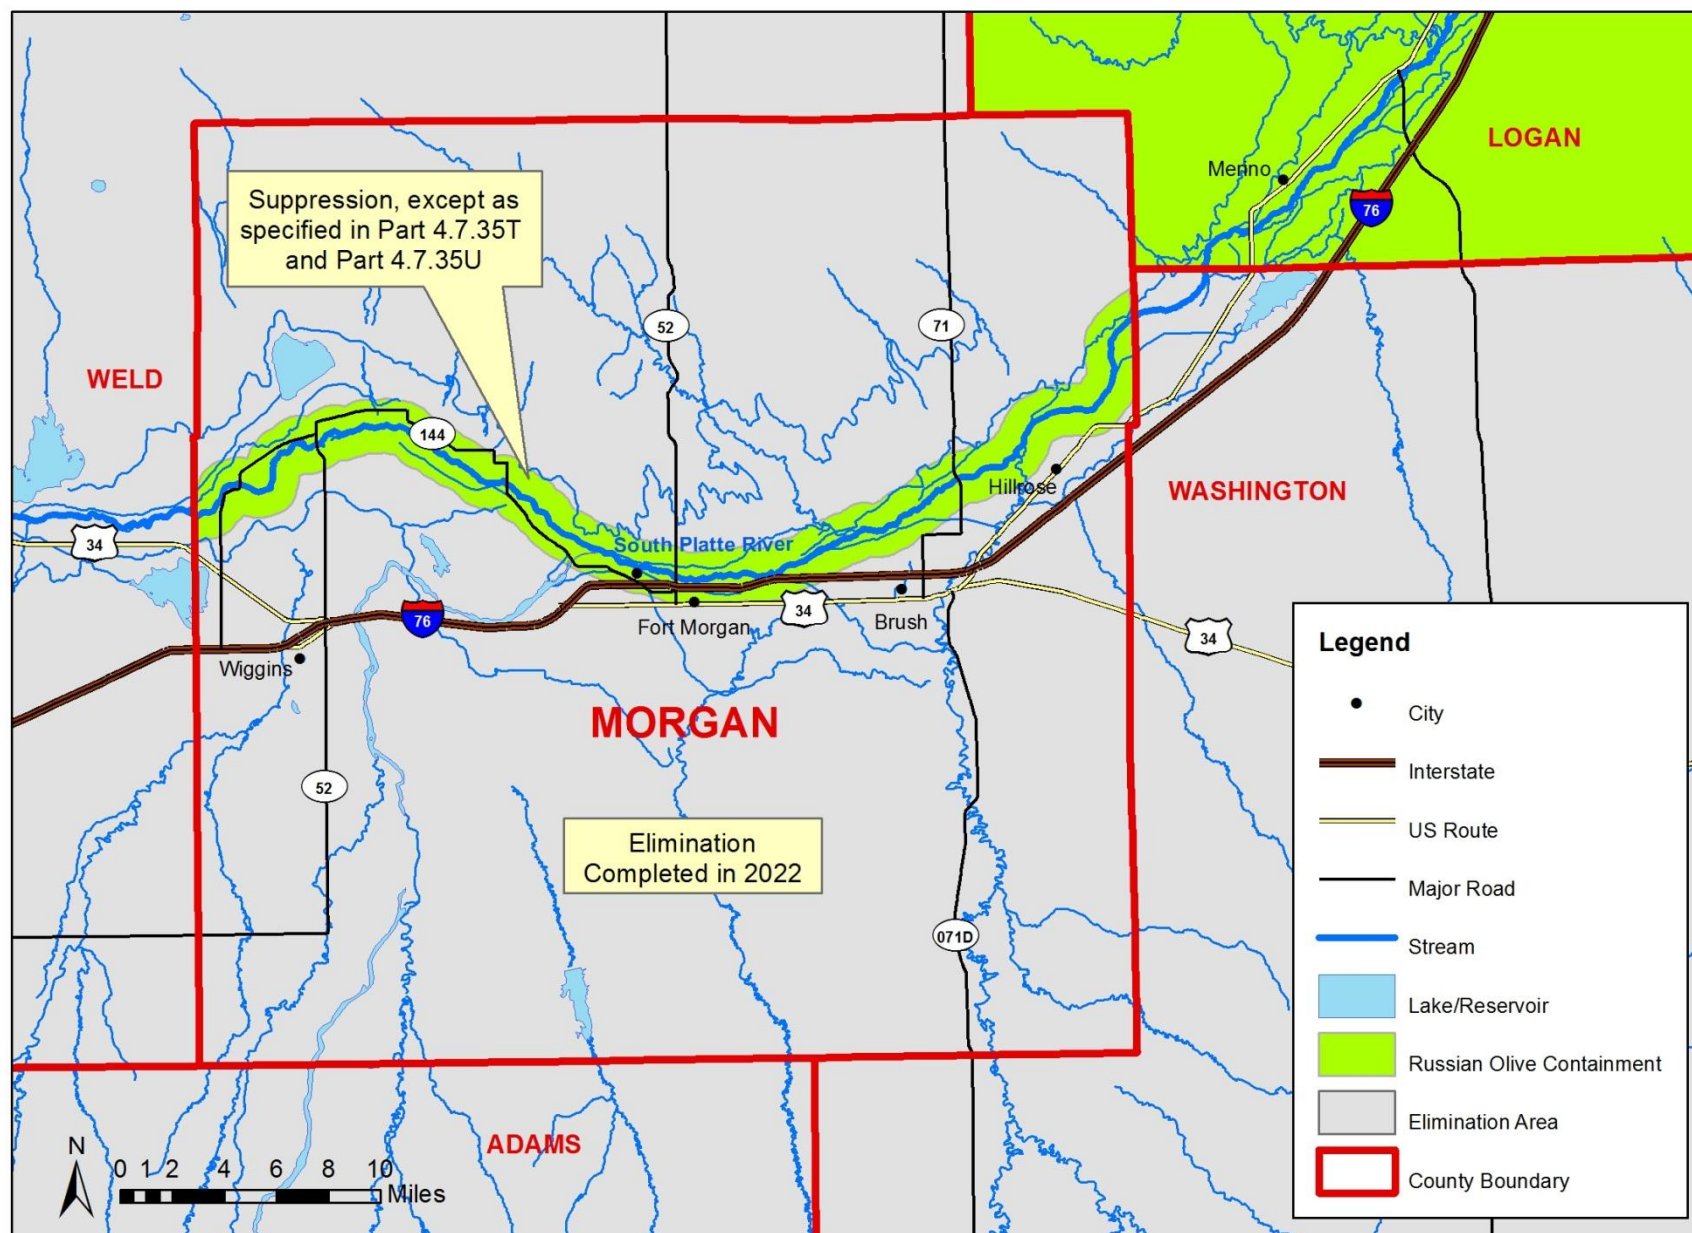 LOGAN
Merino
76
Suppression, except as
specified in Part 4.7.35T
and Part 4.7.35U
52
71
WELD
144
Hillrose
WASHINGTON
34
South Platte River
76
Fort Morgan
34
Brush
34
Wiggins
MORGAN
52
Elimination
Completed in 2022
071D
ADAMS
N
0 1 2 4 6 8 10
Miles
Legend
City
Interstate
US Route
Major Road
Stream
Lake/Reservoir
Russian Olive Containment
Elimination Area
County Boundary